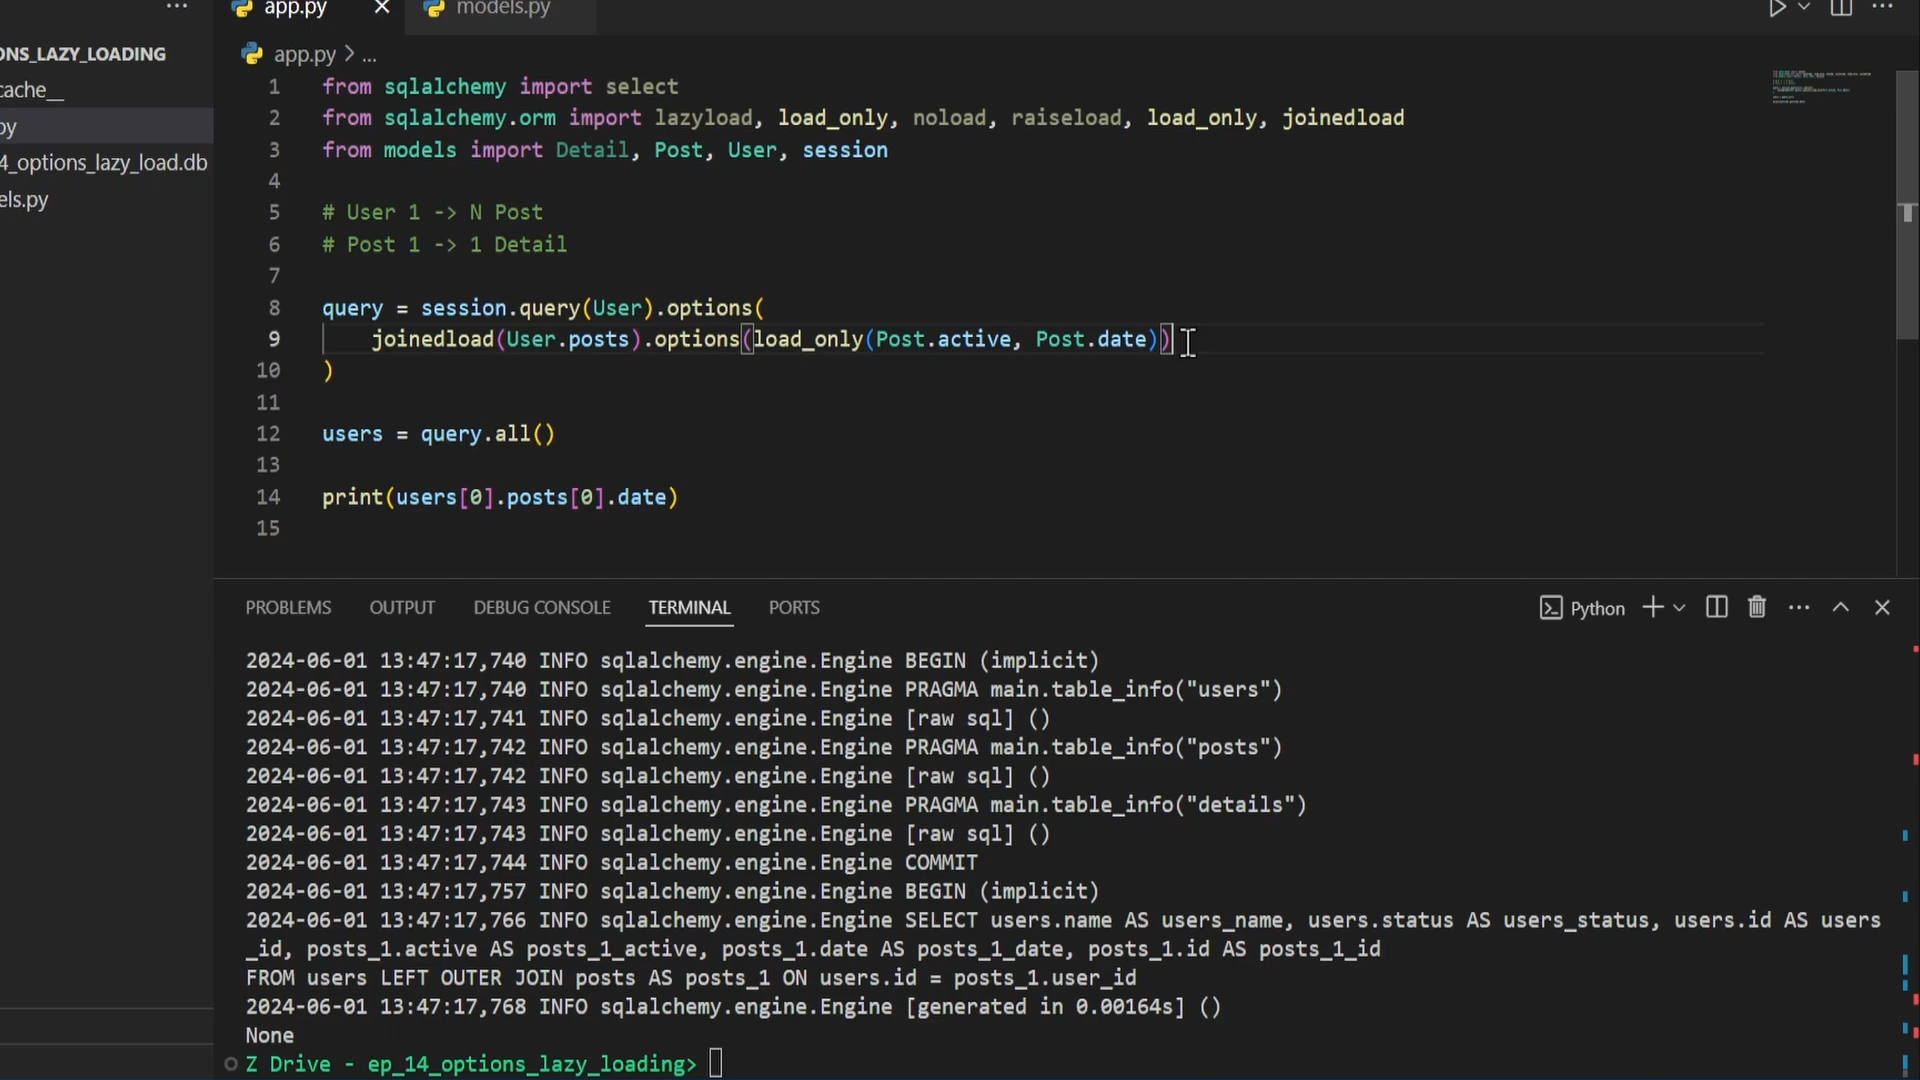 app.py
models.py
ONS_LAZY_LOADING
cache__
py
4_options_lazy_load.db
els.py
app.py > ...
1 from sqlalchemy import select
2 from sqlalchemy.orm import lazyload, load_only, noload, raiseload, load_only, joinedload
3 from models import Detail, Post, User, session
4
5 # User 1 -> N Post
6 # Post 1 -> 1 Detail
7
8 query = session.query(User).options(
9 joinedload(User.posts).options(load_only(Post.active, Post.date))
10 )
11
12 users = query.all()
13
14 print(users[0].posts[0].date)
15
PROBLEMS OUTPUT DEBUG CONSOLE TERMINAL PORTS Python
2024-06-01 13:47:17,740 INFO sqlalchemy.engine.Engine BEGIN (implicit)
2024-06-01 13:47:17,740 INFO sqlalchemy.engine.Engine PRAGMA main.table_info("users")
2024-06-01 13:47:17,741 INFO sqlalchemy.engine.Engine [raw sql] ()
2024-06-01 13:47:17,742 INFO sqlalchemy.engine.Engine PRAGMA main.table_info("posts")
2024-06-01 13:47:17,742 INFO sqlalchemy.engine.Engine [raw sql] ()
2024-06-01 13:47:17,743 INFO sqlalchemy.engine.Engine PRAGMA main.table_info("details")
2024-06-01 13:47:17,743 INFO sqlalchemy.engine.Engine [raw sql] ()
2024-06-01 13:47:17,744 INFO sqlalchemy.engine.Engine COMMIT
2024-06-01 13:47:17,757 INFO sqlalchemy.engine.Engine BEGIN (implicit)
2024-06-01 13:47:17,766 INFO sqlalchemy.engine.Engine SELECT users.name AS users_name, users.status AS users_status, users.id AS users
_id, posts_1.active AS posts_1_active, posts_1.date AS posts_1_date, posts_1.id AS posts_1_id
FROM users LEFT OUTER JOIN posts AS posts_1 ON users.id = posts_1.user_id
2024-06-01 13:47:17,768 INFO sqlalchemy.engine.Engine [generated in 0.00164s] ()
None
Z Drive - ep_14_options_lazy_loading>